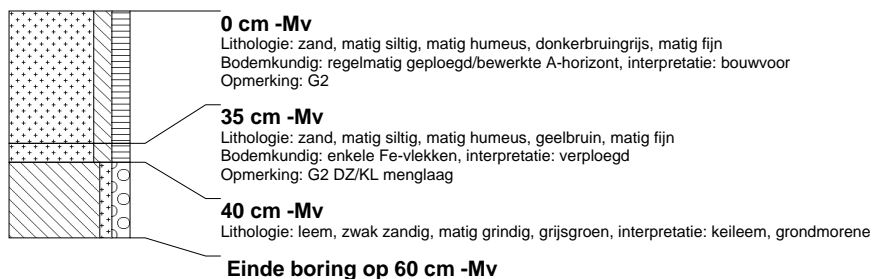 0 cm -Mv
Lithologie: zand, matig siltig, matig humeus, donkerbruingrijs, matig fijn
Bodemkundig: regelmatig geploegd/bewerkte A-horizont, interpretatie: bouwvoor
Opmerking: G2
35 cm -Mv
Lithologie: zand, matig siltig, matig humeus, geelbruin, matig fijn
Bodemkundig: enkele Fe-vlekken, interpretatie: verploegd
Opmerking: G2 DZ/KL menglaag
40 cm -Mv
Lithologie: leem, zwak zandig, matig grindig, grijsgroen, interpretatie: keileem, grondmorene
Einde boring op 60 cm -Mv